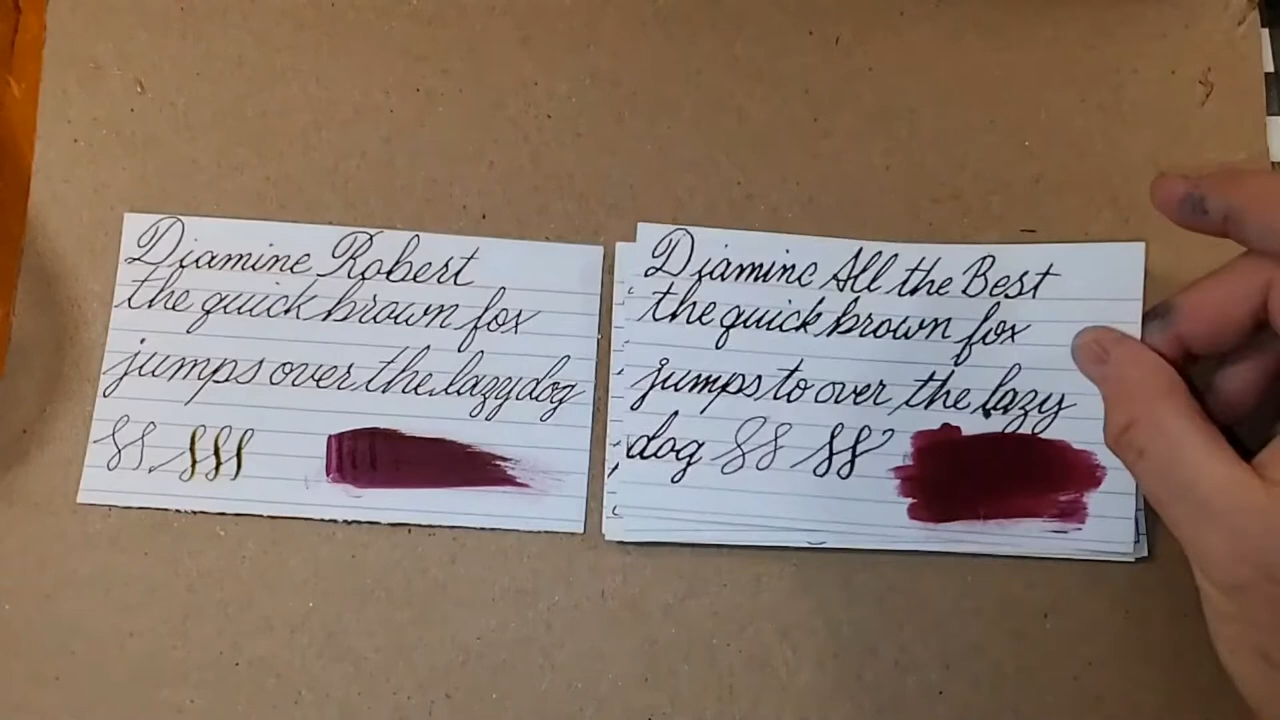 Diamine Robert
the quick brown fox
jumps over the lazy dog
Diamine All the Best
the quick brown fox
jumps to over the lazy
dog